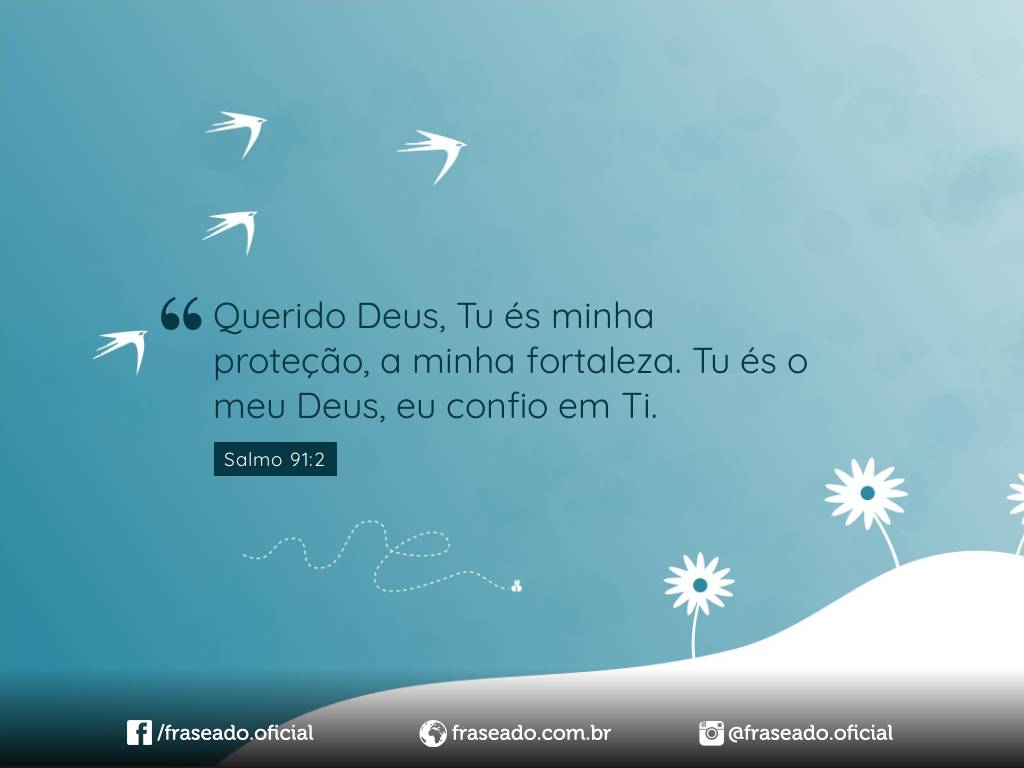 “ Querido Deus, Tu és minha
proteção, a minha fortaleza. Tu és o
meu Deus, eu confio em Ti.
Salmo 91:2
/fraseado.oficial
fraseado.com.br
@fraseado.oficial